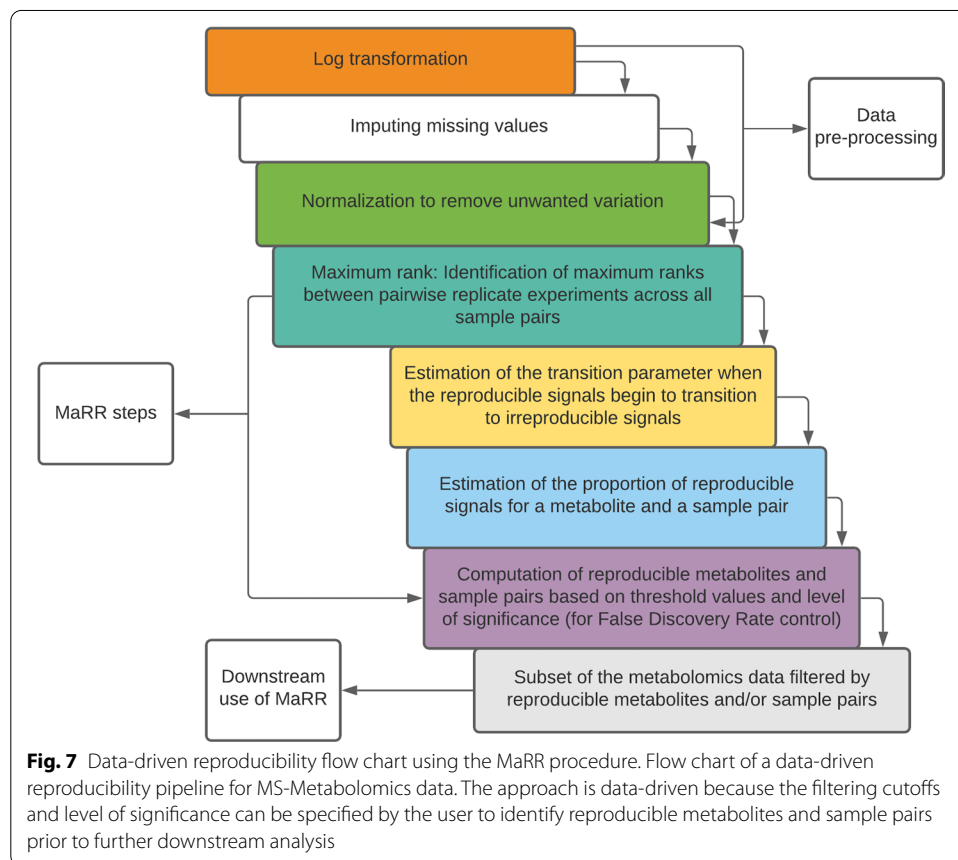 Log transformation
Imputing missing values
Data
pre-processing
Normalization to remove unwanted variation
Maximum rank: Identification of maximum ranks
between pairwise replicate experiments across all
sample pairs
MaRR steps
Estimation of the transition parameter when
the reproducible signals begin to transition
to irreproducible signals
Estimation of the proportion of reproducible
signals for a metabolite and a sample pair
Computation of reproducible metabolites and
sample pairs based on threshold values and level
of significance (for False Discovery Rate control)
Downstream
use of MaRR
Subset of the metabolomics data filtered by
reproducible metabolites and/or sample pairs
Fig. 7 Data-driven reproducibility flow chart using the MaRR procedure. Flow chart of a data-driven
reproducibility pipeline for MS-Metabolomics data. The approach is data-driven because the filtering cutoffs
and level of significance can be specified by the user to identify reproducible metabolites and sample pairs
prior to further downstream analysis